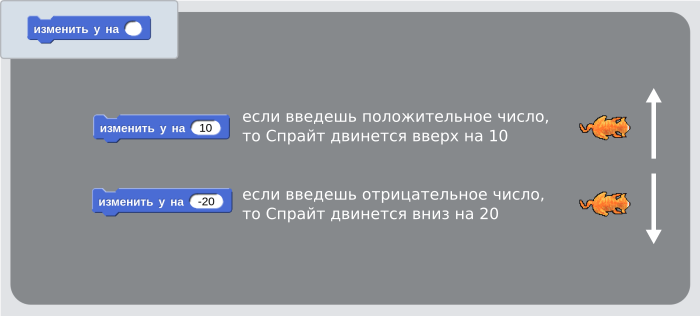 изменить y на
изменить y на 10
если введешь положительное число,
то Спрайт двинется вверх на 10
изменить y на -20
если введешь отрицательное число,
то Спрайт двинется вниз на 20